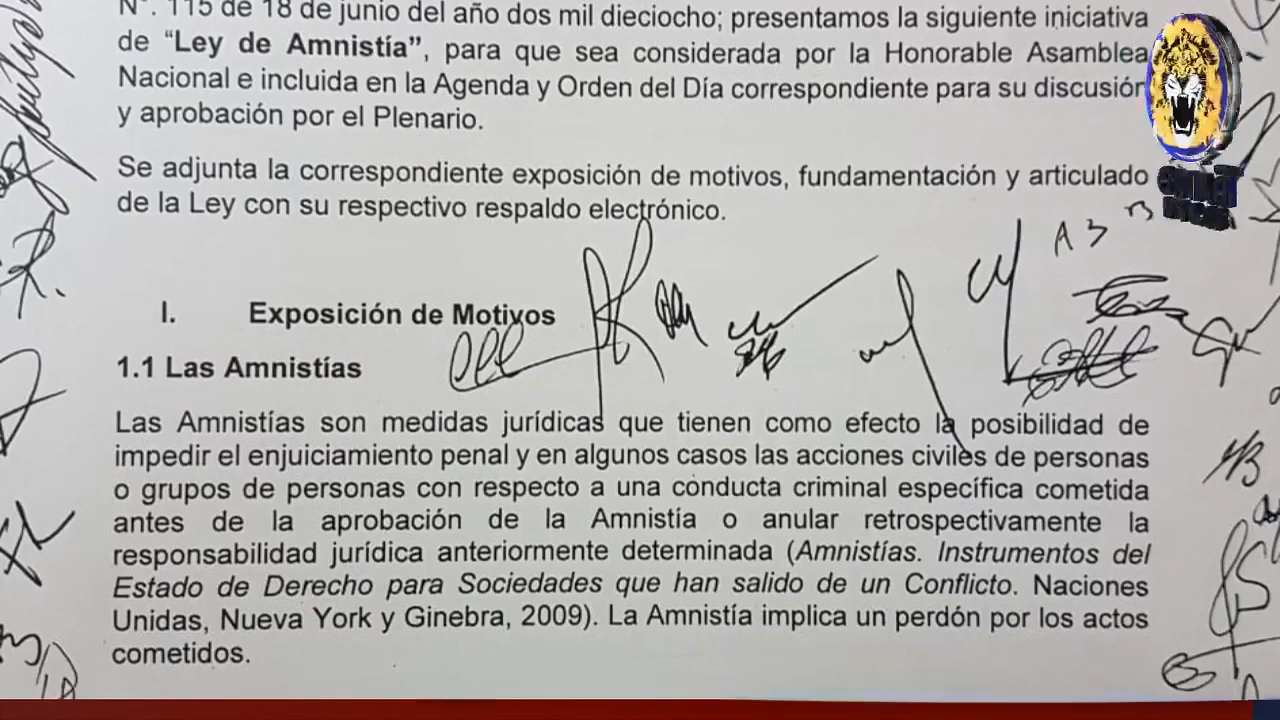 N°. 115 de 18 de junio del año dos mil dieciocho; presentamos la siguiente iniciativa
de “Ley de Amnistía”, para que sea considerada por la Honorable Asamblea
Nacional e incluida en la Agenda y Orden del Día correspondiente para su discusión
y aprobación por el Plenario.
Se adjunta la correspondiente exposición de motivos, fundamentación y articulado
de la Ley con su respectivo respaldo electrónico.
I. Exposición de Motivos
1.1 Las Amnistías
Las Amnistías son medidas jurídicas que tienen como efecto la posibilidad de
impedir el enjuiciamiento penal y en algunos casos las acciones civiles de personas
o grupos de personas con respecto a una conducta criminal específica cometida
antes de la aprobación de la Amnistía o anular retrospectivamente la
responsabilidad jurídica anteriormente determinada (Amnistías. Instrumentos del
Estado de Derecho para Sociedades que han salido de un Conflicto. Naciones
Unidas, Nueva York y Ginebra, 2009). La Amnistía implica un perdón por los actos
cometidos.